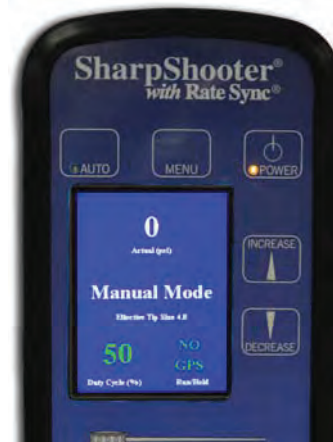 SharpShooter®
with Rate Sync®
AUTO
MENU
POWER
0
Actual (psi)
INCREASE
Manual Mode
Effective Tip Size 4.0
DECREASE
50
NO
GPS
Duty Cycle (%)
Run/Hold